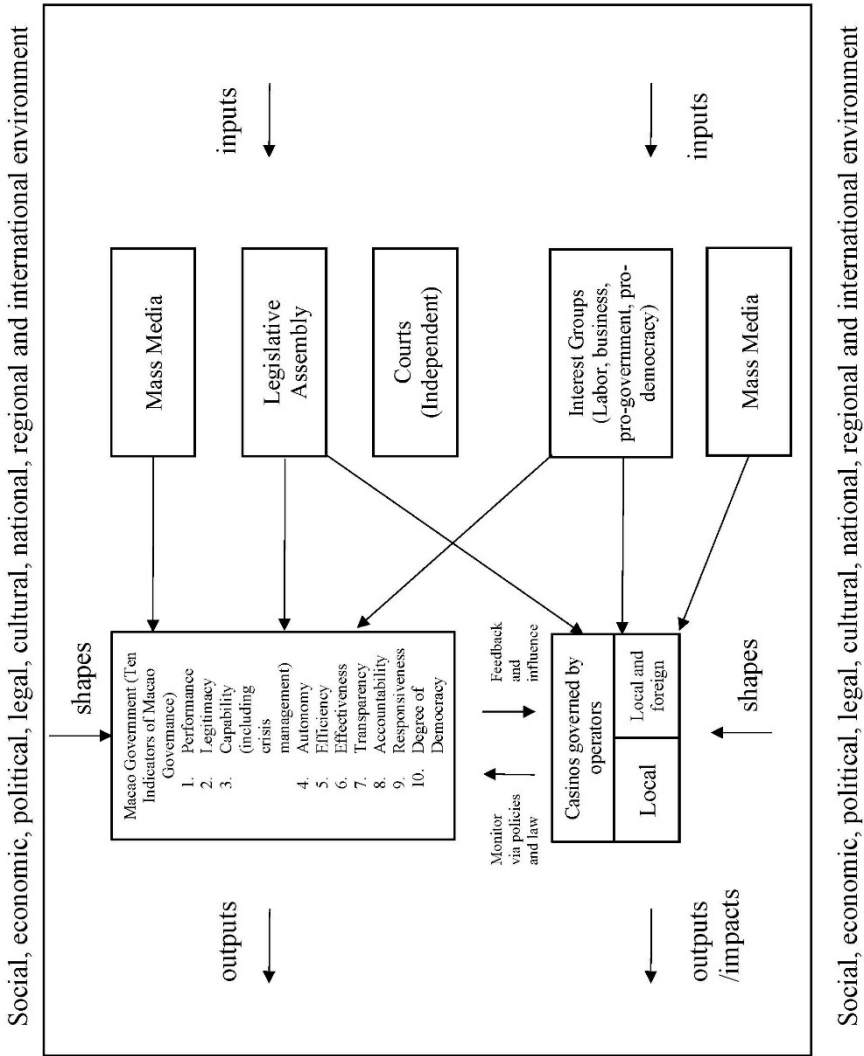 Social, economic, political, legal, cultural, national, regional and international environment
shapes
Macao Government (Ten
Indicators of Macao
Governance)
1. Performance
2. Legitimacy
3. Capability
(including
crisis
management)
4. Autonomy
5. Efficiency
6. Effectiveness
7. Transparency
8. Accountability
9. Responsiveness
10. Degree of
Democracy
outputs
Mass Media
Legislative
Assembly
inputs
Courts
(Independent)
Monitor
via policies
and law
Feedback
and
influence
Casinos governed by
operators
Local
Local and
foreign
outputs
/impacts
Interest Groups
(Labor, business,
pro-government, pro-
democracy)
inputs
Mass Media
shapes
Social, economic, political, legal, cultural, national, regional and international environment